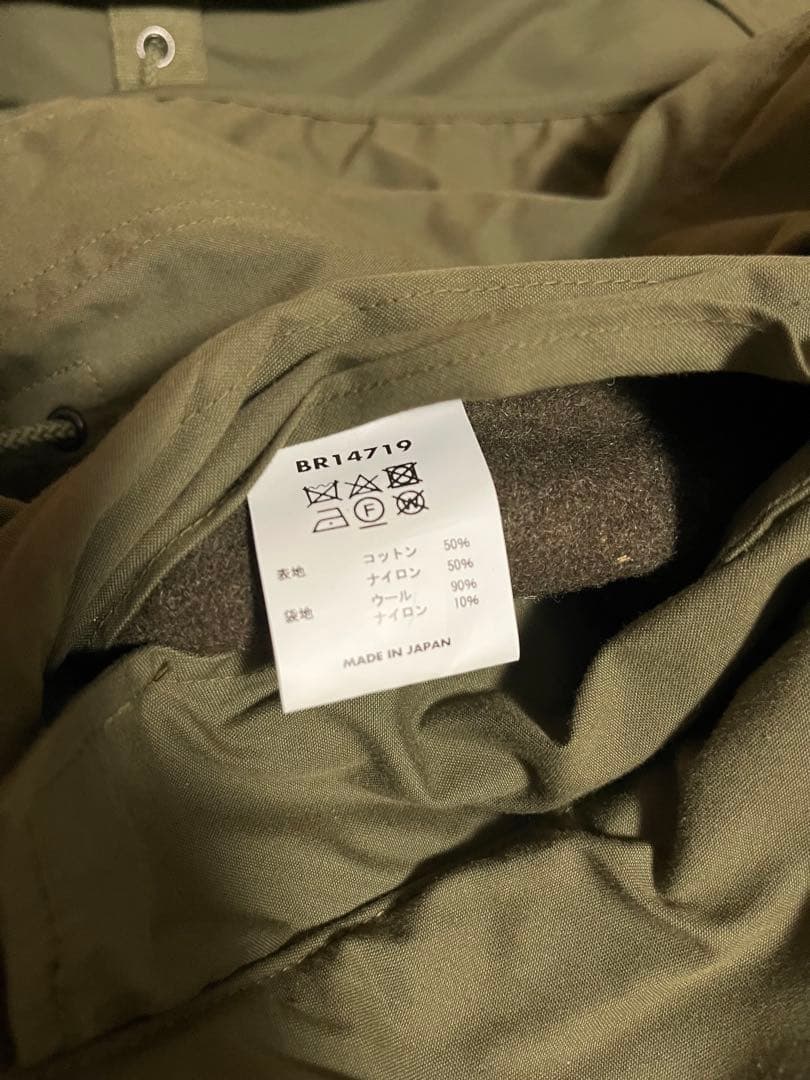 BR14719
F W
表地 コットン 50%
ナイロン 50%
袋地 ウール 90%
ナイロン 10%
MADE IN JAPAN